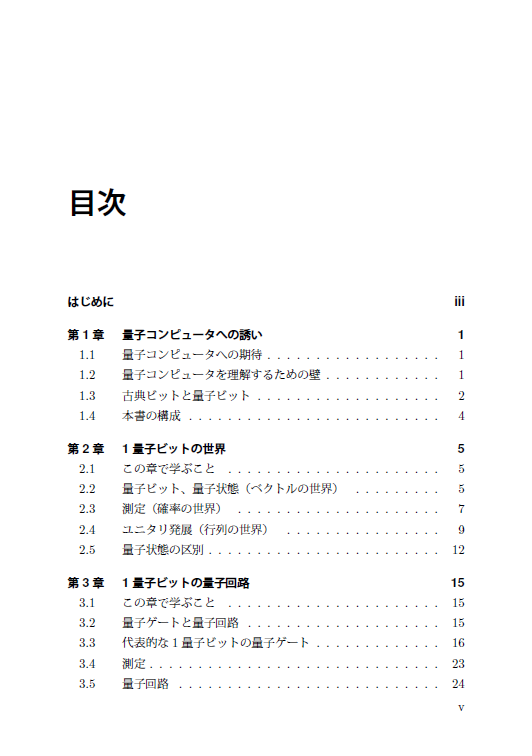 目次
はじめに iii
第1章 量子コンピュータへの誘い 1
1.1 量子コンピュータへの期待 . . . . . . . . . . . . . . . . . . 1
1.2 量子コンピュータを理解するための壁 . . . . . . . . . . . . 1
1.3 古典ビットと量子ビット . . . . . . . . . . . . . . . . . . . 2
1.4 本書の構成 . . . . . . . . . . . . . . . . . . . . . . . . . . 4
第2章 1量子ビットの世界 5
2.1 この章で学ぶこと . . . . . . . . . . . . . . . . . . . . . . 5
2.2 量子ビット、量子状態（ベクトルの世界） . . . . . . . . . 5
2.3 測定（確率の世界） . . . . . . . . . . . . . . . . . . . . . 7
2.4 ユニタリ発展（行列の世界） . . . . . . . . . . . . . . . . 9
2.5 量子状態の区別 . . . . . . . . . . . . . . . . . . . . . . . . 12
第3章 1量子ビットの量子回路 15
3.1 この章で学ぶこと . . . . . . . . . . . . . . . . . . . . . . 15
3.2 量子ゲートと量子回路 . . . . . . . . . . . . . . . . . . . . 15
3.3 代表的な1量子ビットの量子ゲート . . . . . . . . . . . . . 16
3.4 測定 . . . . . . . . . . . . . . . . . . . . . . . . . . . . . . 23
3.5 量子回路 . . . . . . . . . . . . . . . . . . . . . . . . . . . 24
v